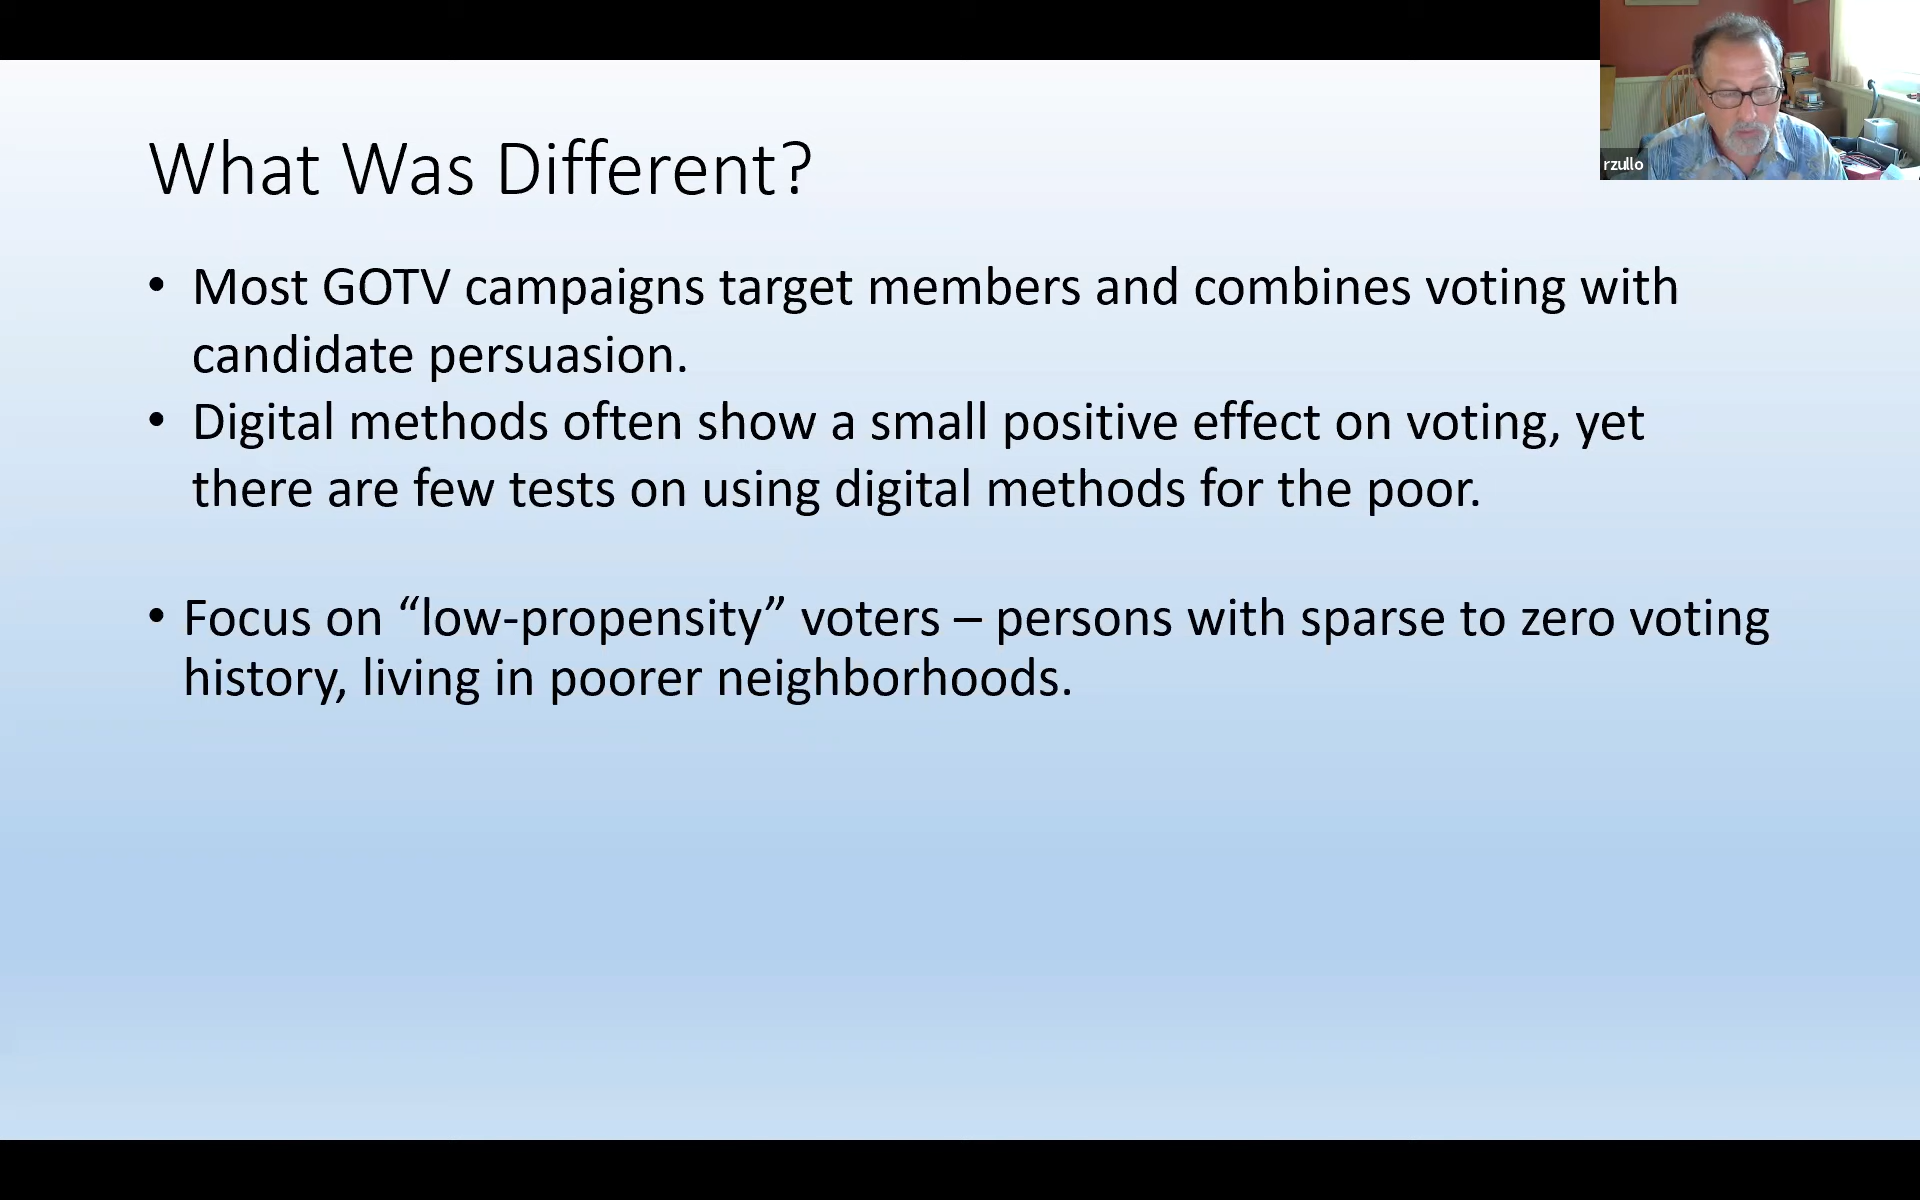 rzullo
What Was Different?
• Most GOTV campaigns target members and combines voting with
candidate persuasion.
• Digital methods often show a small positive effect on voting, yet
there are few tests on using digital methods for the poor.
• Focus on “low-propensity” voters – persons with sparse to zero voting
history, living in poorer neighborhoods.